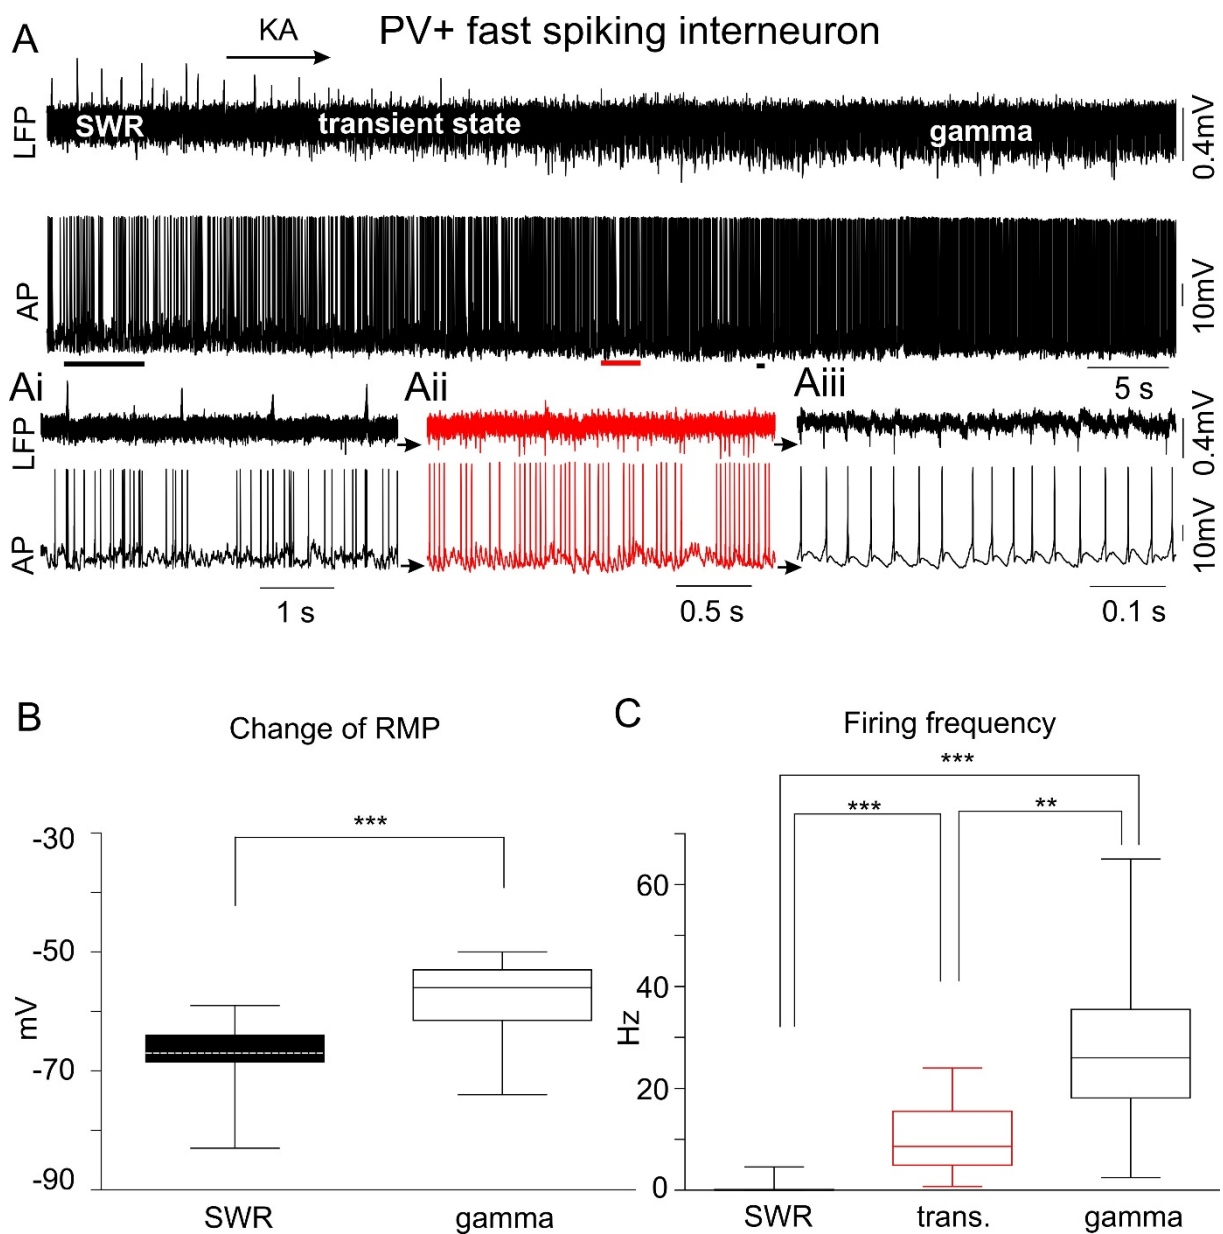 A KA PV+ fast spiking interneuron
LFP SWR transient state gamma 0.4mV
AP 10mV
5 s
Ai Aii Aiii
LFP 0.4mV
AP 10mV
1 s 0.5 s 0.1 s
B Change of RMP
***
-30
-50
mV
-70
-90
SWR gamma
C Firing frequency
***
*** **
60
40
Hz
20
0
SWR trans. gamma